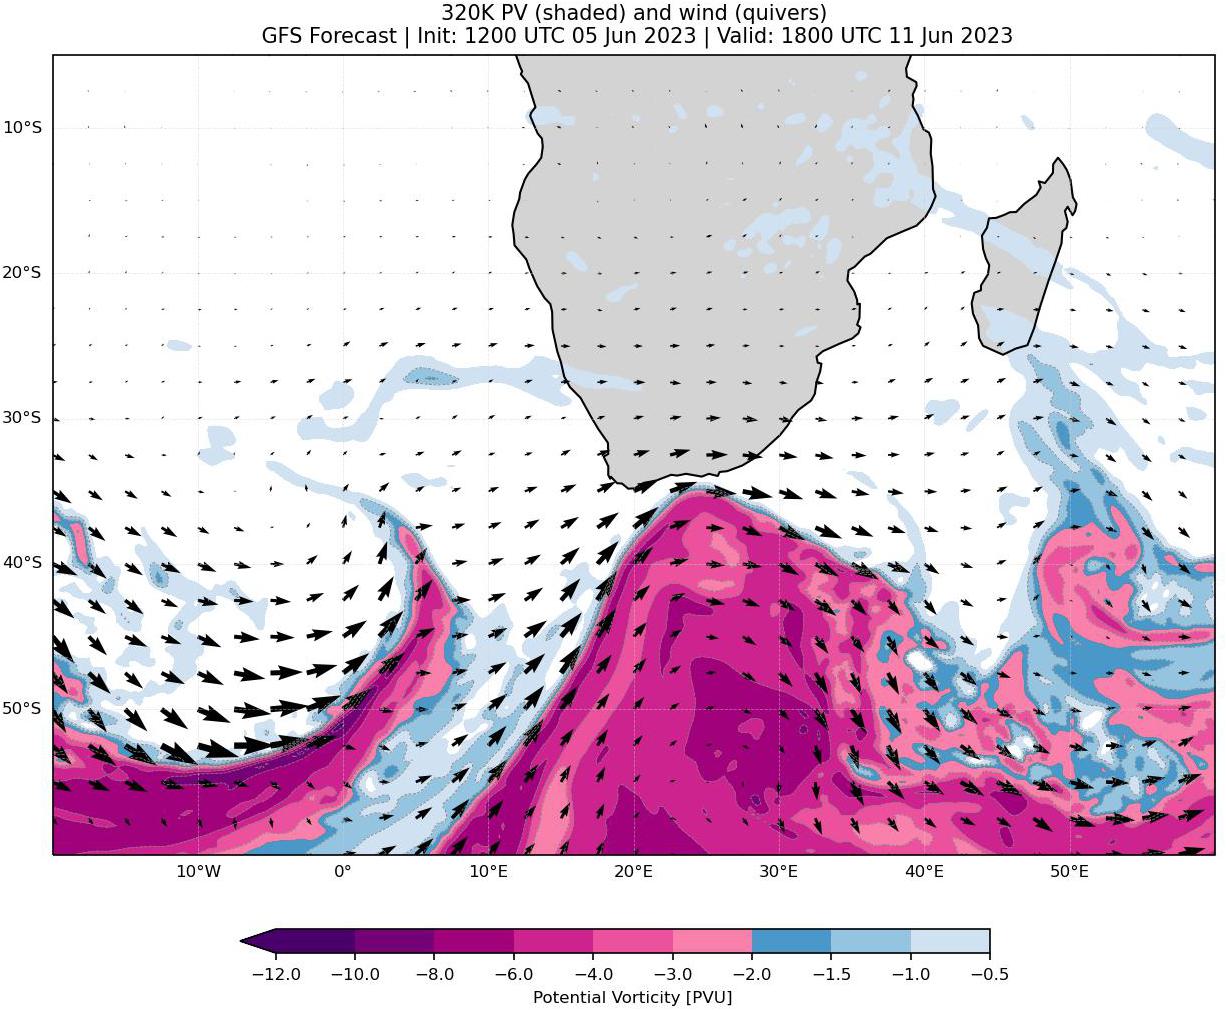 320K PV (shaded) and wind (quivers)
GFS Forecast | Init: 1200 UTC 05 Jun 2023 | Valid: 1800 UTC 11 Jun 2023
10°S
20°S
30°S
40°S
50°S
10°W 0° 10°E 20°E 30°E 40°E 50°E
−12.0 −10.0 −8.0 −6.0 −4.0 −3.0 −2.0 −1.5 −1.0 −0.5
Potential Vorticity [PVU]